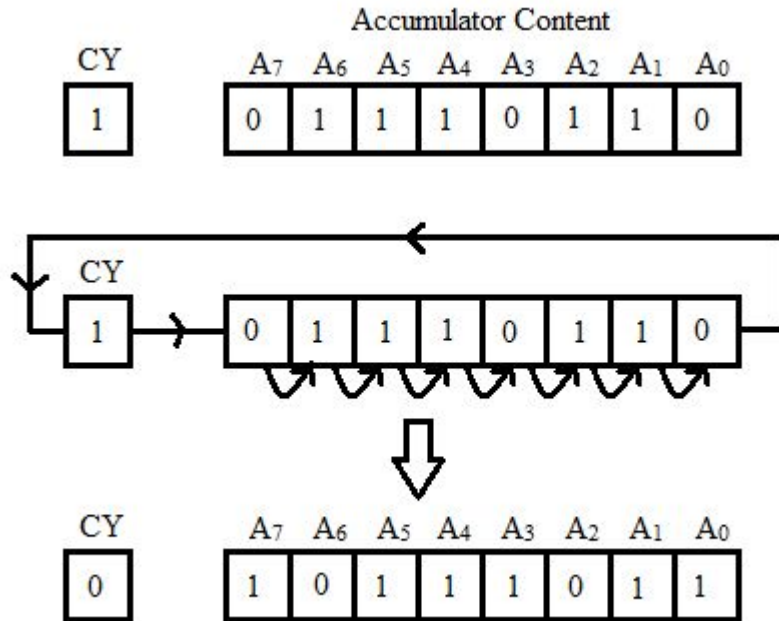 Accumulator Content
CY A₇ A₆ A₅ A₄ A₃ A₂ A₁ A₀
1 0 1 1 1 0 1 1 0
CY
1 0 1 1 1 0 1 1 0
CY A₇ A₆ A₅ A₄ A₃ A₂ A₁ A₀
0 1 0 1 1 1 0 1 1